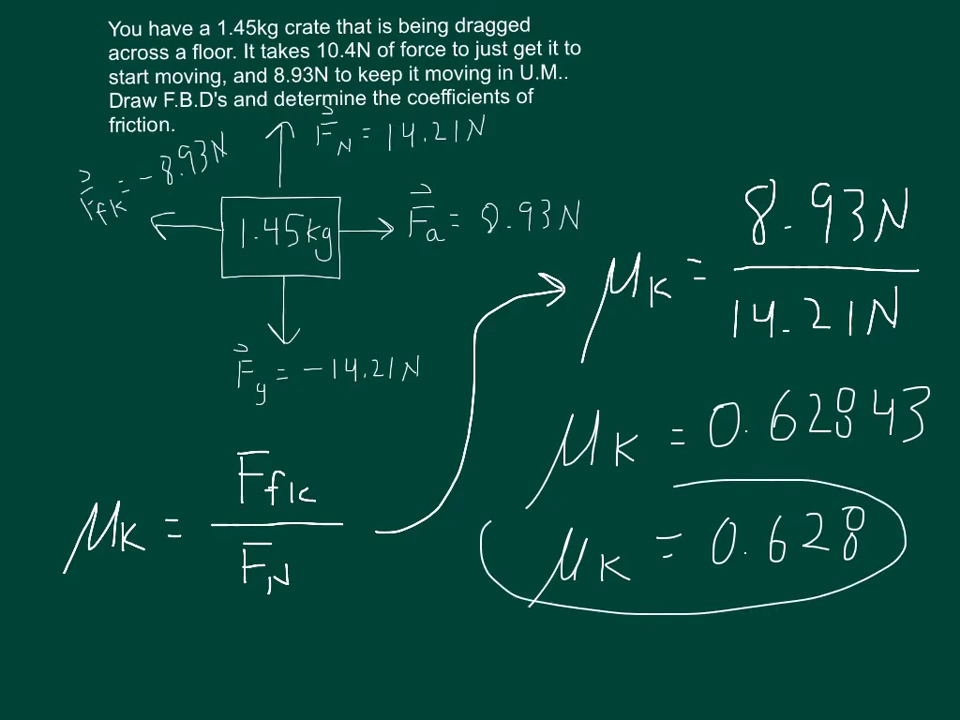 You have a 1.45kg crate that is being dragged
across a floor. It takes 10.4N of force to just get it to
start moving, and 8.93N to keep it moving in U.M..
Draw F.B.D's and determine the coefficients of
friction.
F⃗N = 14.21N
F⃗fk = -8.93N
1.45kg
F⃗a = 8.93N
F⃗g = -14.21N
μK = Ffk / FN
μK = 8.93N / 14.21N
μK = 0.62843
μK = 0.628